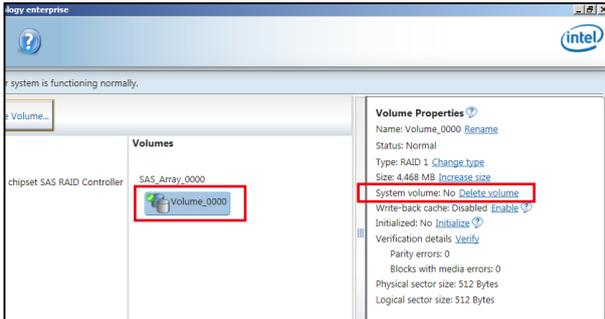 ology enterprise
intel
r system is functioning normally.
e Volume...
Volumes
chipset SAS RAID Controller
SAS_Array_0000
Volume_0000
Volume Properties
Name: Volume_0000 Rename
Status: Normal
Type: RAID 1 Change type
Size: 4,468 MB Increase size
System volume: No Delete volume
Write-back cache: Disabled Enable
Initialized: No Initialize
Verification details Verify
Parity errors: 0
Blocks with media errors: 0
Physical sector size: 512 Bytes
Logical sector size: 512 Bytes